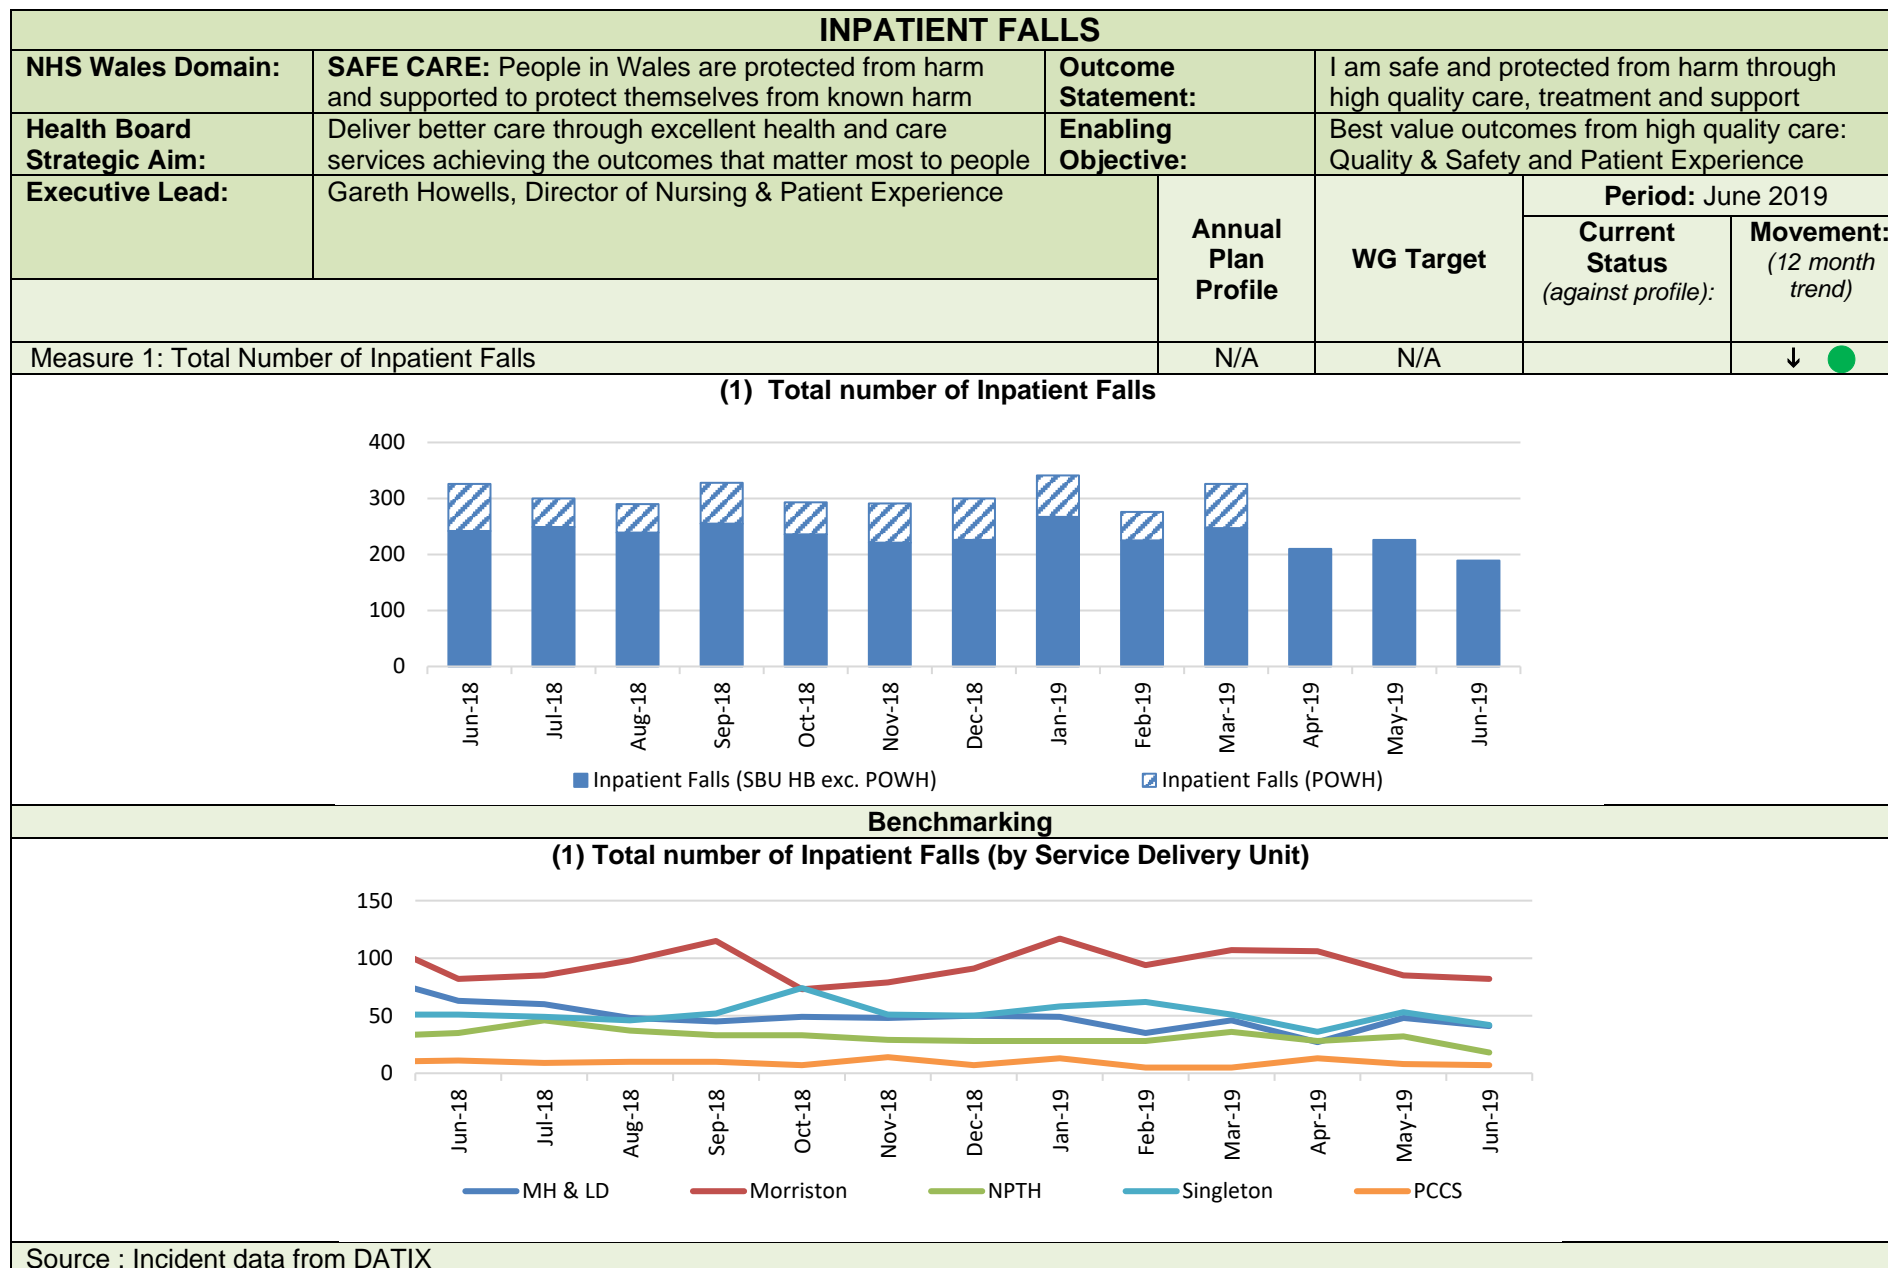 INPATIENT FALLS
NHS Wales Domain:
SAFE CARE: People in Wales are protected from harm
and supported to protect themselves from known harm
Outcome
Statement:
I am safe and protected from harm through
high quality care, treatment and support
Health Board
Strategic Aim:
Deliver better care through excellent health and care
services achieving the outcomes that matter most to people
Enabling
Objective:
Best value outcomes from high quality care:
Quality & Safety and Patient Experience
Executive Lead:
Gareth Howells, Director of Nursing & Patient Experience
Annual
Plan
Profile
WG Target
Period: June 2019
Current
Status
(against profile):
Movement:
(12 month
trend)
Measure 1: Total Number of Inpatient Falls
N/A
N/A
↓
(1) Total number of Inpatient Falls
400
300
200
100
0
Jun-18
Jul-18
Aug-18
Sep-18
Oct-18
Nov-18
Dec-18
Jan-19
Feb-19
Mar-19
Apr-19
May-19
Jun-19
Inpatient Falls (SBU HB exc. POWH)
Inpatient Falls (POWH)
Benchmarking
(1) Total number of Inpatient Falls (by Service Delivery Unit)
150
100
50
0
Jun-18
Jul-18
Aug-18
Sep-18
Oct-18
Nov-18
Dec-18
Jan-19
Feb-19
Mar-19
Apr-19
May-19
Jun-19
MH & LD
Morriston
NPTH
Singleton
PCCS
Source : Incident data from DATIX